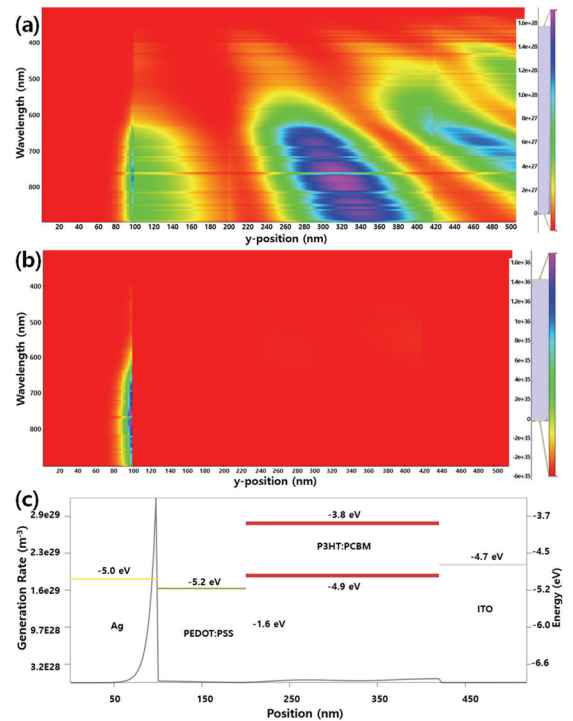 (a)
Wavelength (nm)
400
500
600
700
800
0 20 40 60 80 100 120 140 160 180 200 220 240 260 280 300 320 340 360 380 400 420 440 460 480 500
y-position (nm)
1.6e+28
1.4e+28
1.2e+28
1e+28
8e+27
6e+27
4e+27
2e+27
0
(b)
Wavelength (nm)
400
500
600
700
800
0 20 40 60 80 100 120 140 160 180 200 220 240 260 280 300 320 340 360 380 400 420 440 460 480 500
y-position (nm)
1.6e+36
1.4e+36
1.2e+36
1e+36
8e+35
6e+35
4e+35
2e+35
0
-2e+35
-4e+35
-6e+35
(c)
Generation Rate (m⁻³)
2.9e29
2.3e29
1.6e29
9.7E28
3.2E28
-5.0 eV
Ag
-5.2 eV
PEDOT:PSS
-3.8 eV
P3HT:PCBM
-4.9 eV
-1.6 eV
-4.7 eV
ITO
-3.7
-4.5
-5.2
-6.0
-6.6
Energy (eV)
50 150 250 350 450
Position (nm)